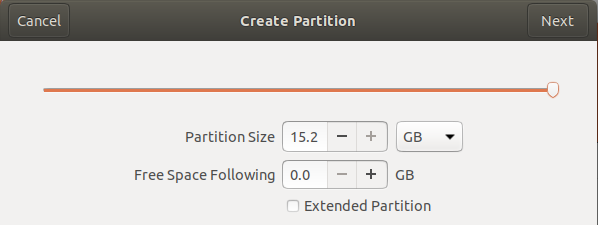 Cancel Create Partition Next
Partition Size 15.2 − + GB
Free Space Following 0.0 − + GB
Extended Partition